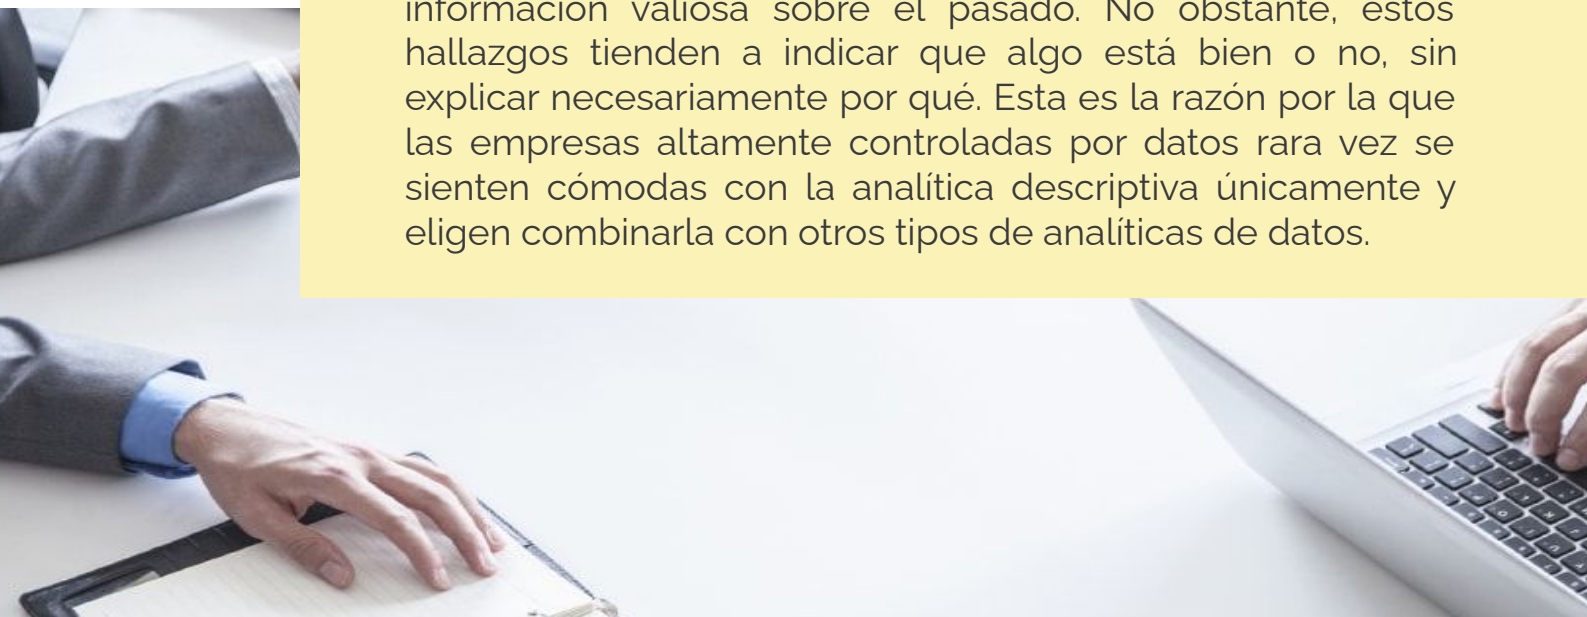 información valiosa sobre el pasado. No obstante, estos
hallazgos tienden a indicar que algo está bien o no, sin
explicar necesariamente por qué. Esta es la razón por la que
las empresas altamente controladas por datos rara vez se
sienten cómodas con la analítica descriptiva únicamente y
eligen combinarla con otros tipos de analíticas de datos.